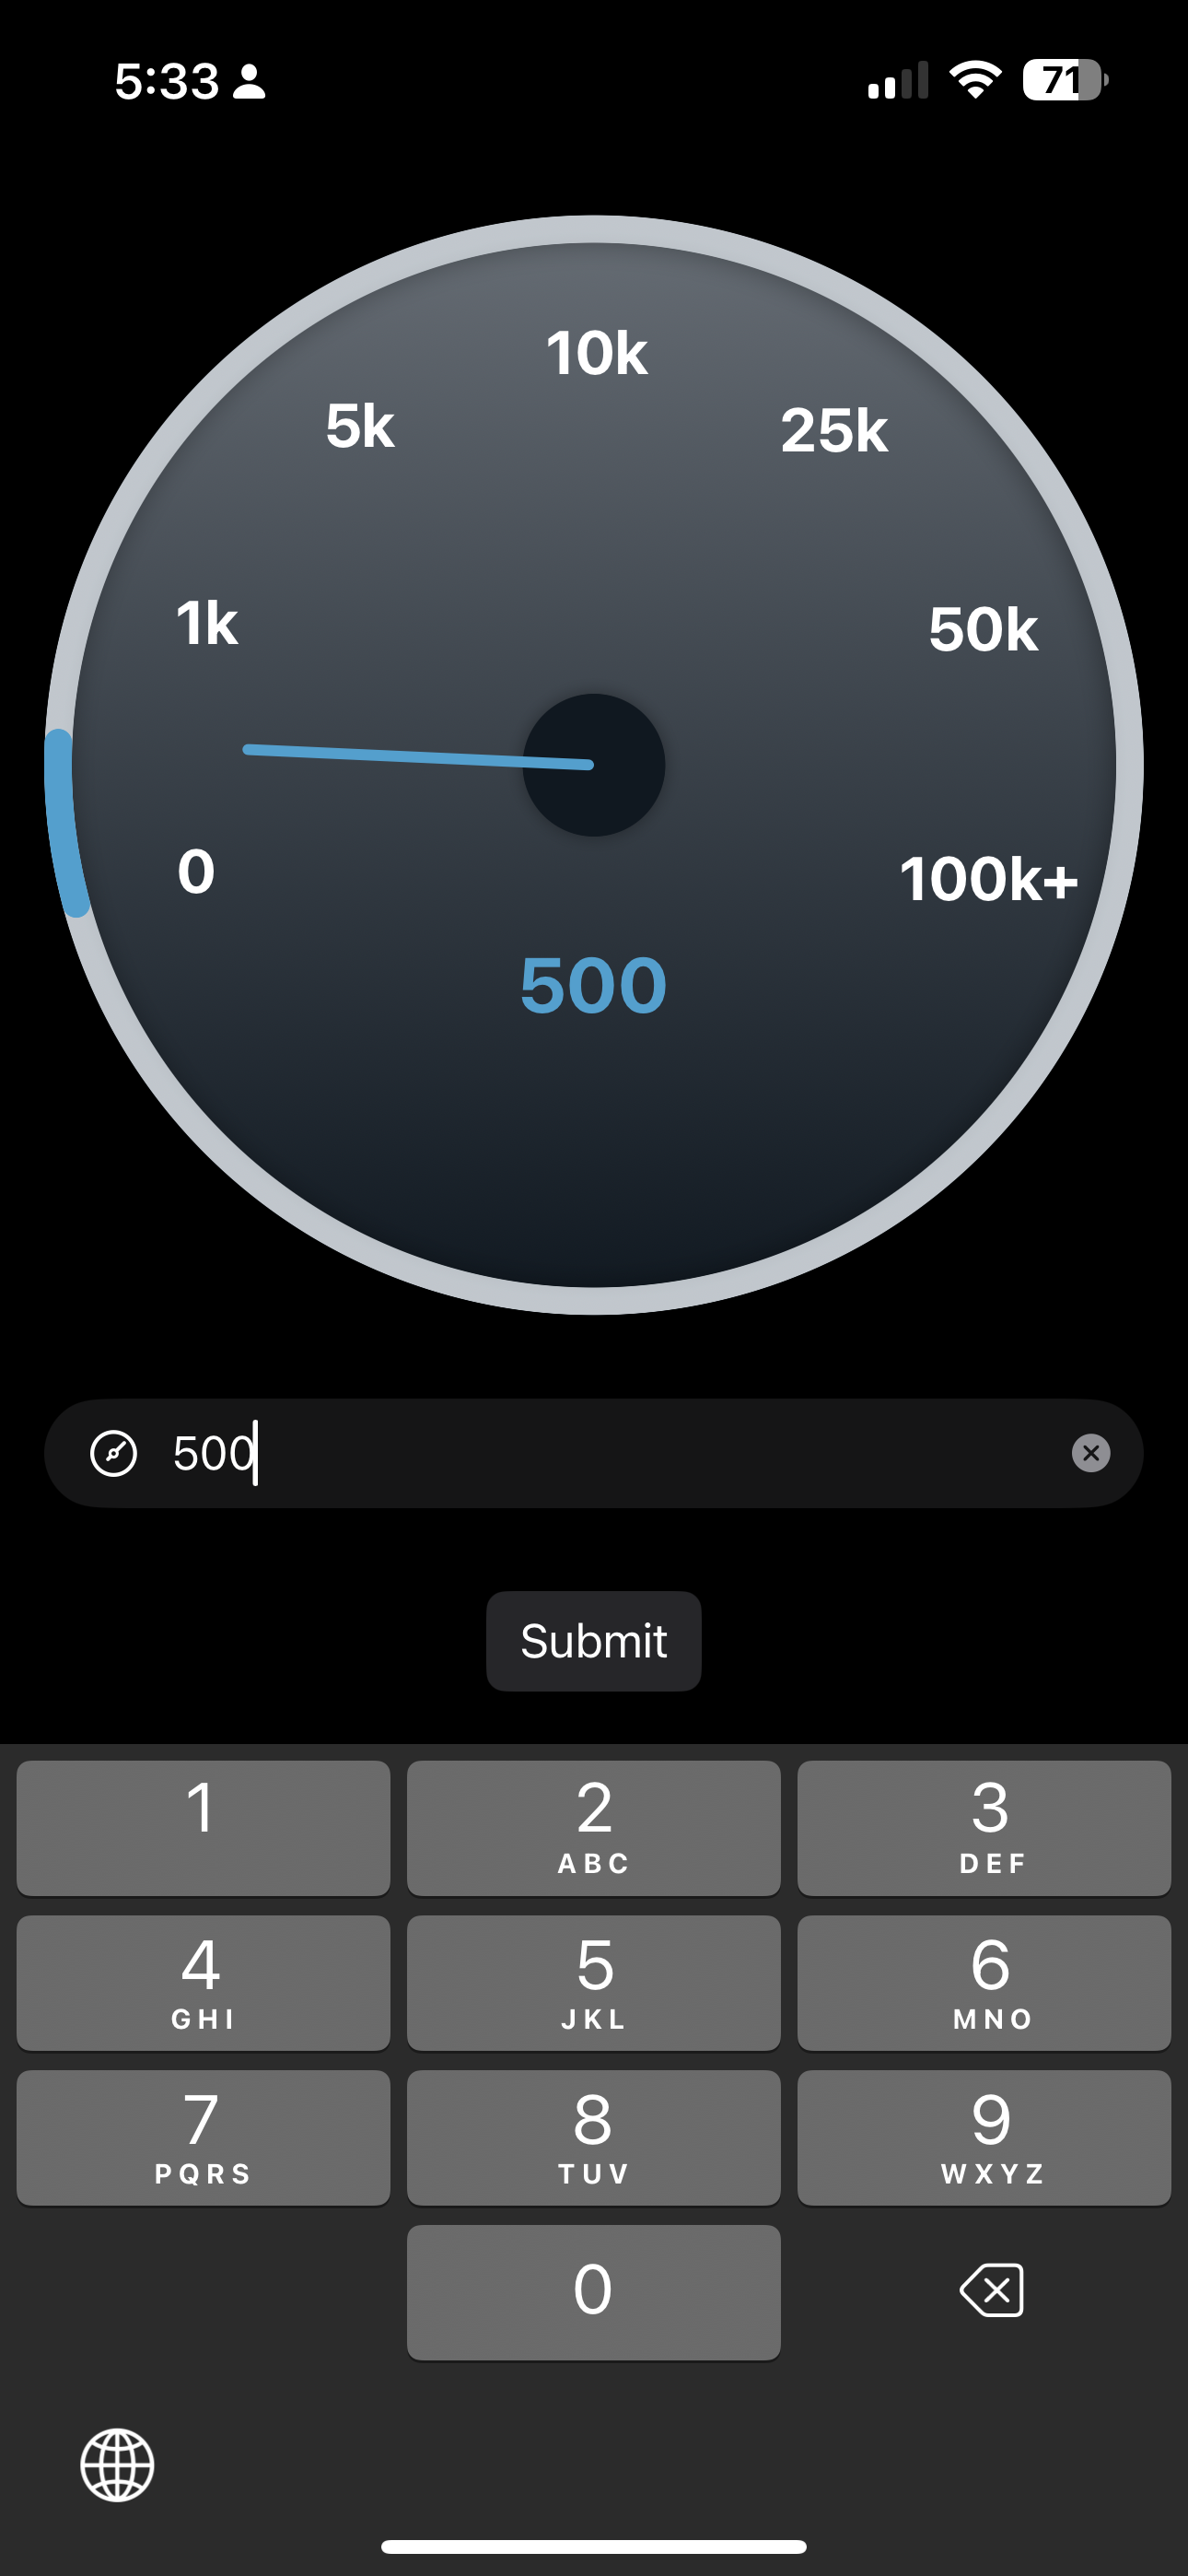 5:33 71
10k
5k 25k
1k 50k
0 100k+
500
500
Submit
1 2 3
ABC DEF
4 5 6
GHI JKL MNO
7 8 9
PQRS TUV WXYZ
0